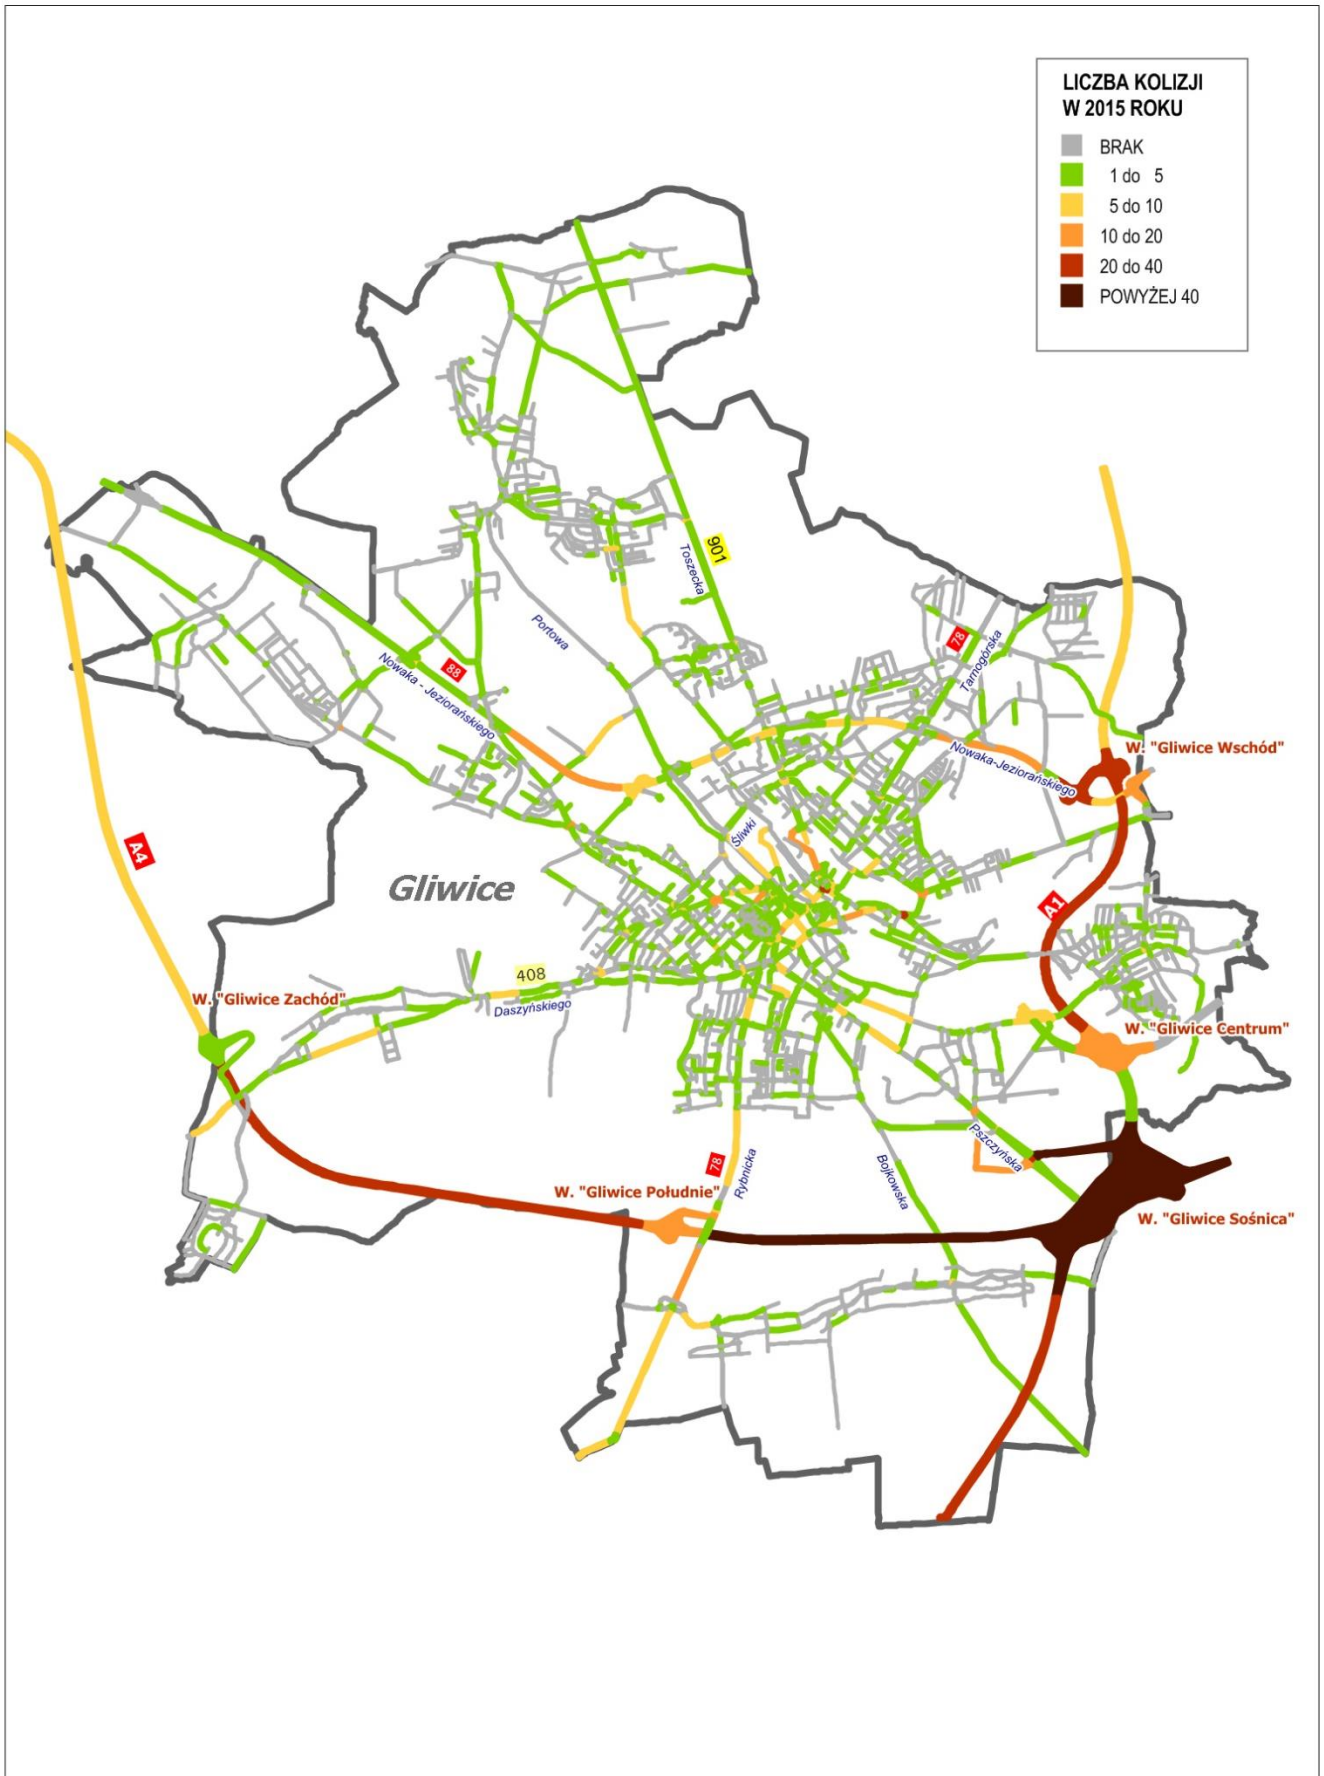 LICZBA KOLIZJI
W 2015 ROKU
BRAK
1 do 5
5 do 10
10 do 20
20 do 40
POWYŻEJ 40
901
Toszecka
Portowa
78
Tarnogórska
88
Nowaka - Jeziorańskiego
Nowaka-Jeziorańskiego
W. "Gliwice Wschód"
Śliwki
A4
Gliwice
A1
408
W. "Gliwice Zachód"
Daszyńskiego
W. "Gliwice Centrum"
Pszczyńska
78
Rybnicka
Bojkowska
W. "Gliwice Południe"
W. "Gliwice Sośnica"